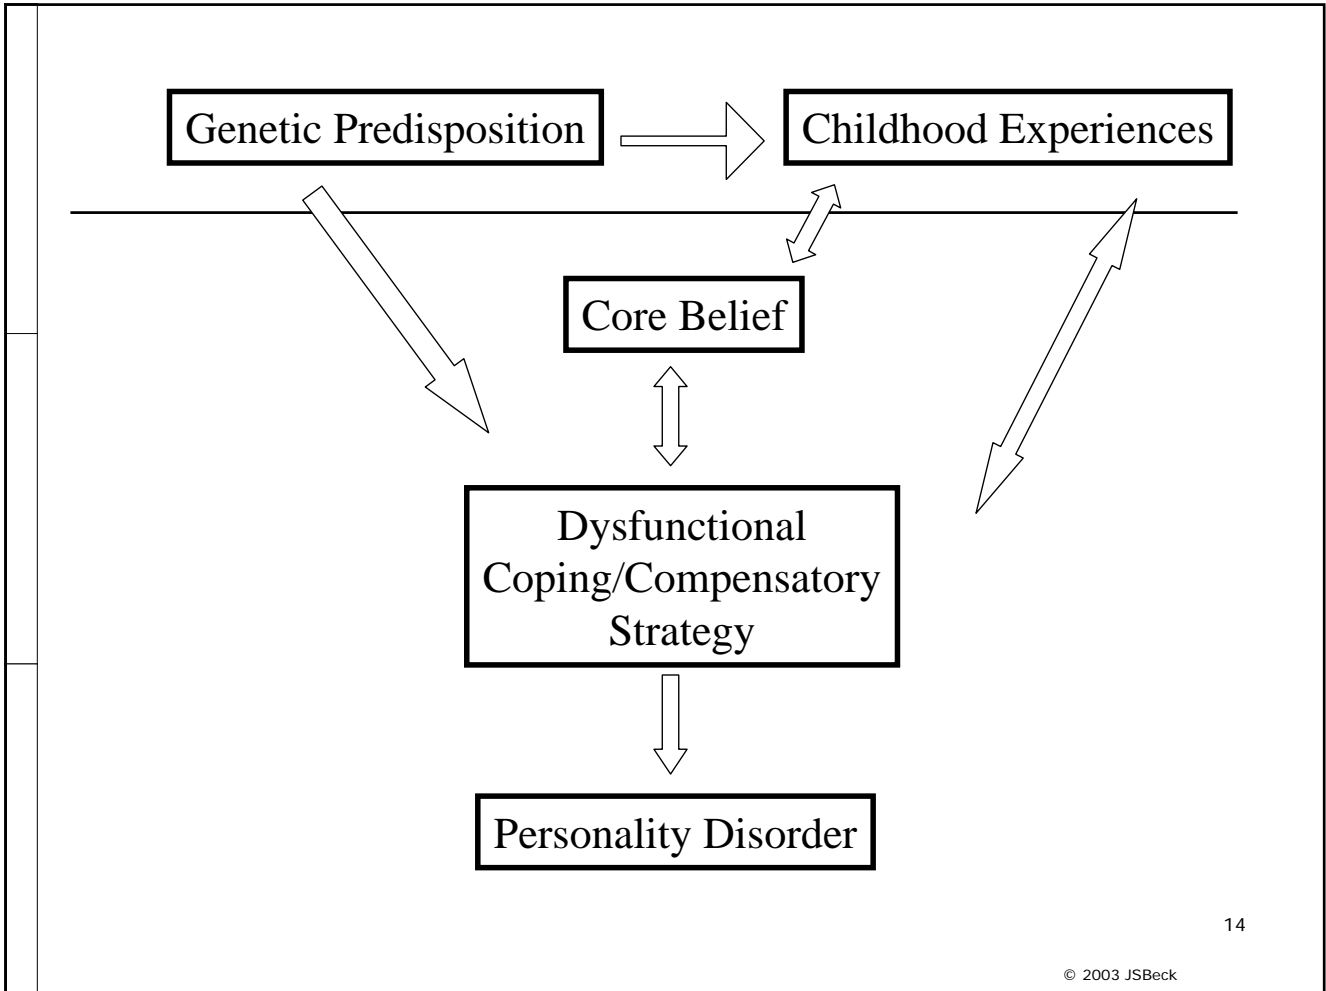 Genetic Predisposition
Childhood Experiences
Core Belief
Dysfunctional
Coping/Compensatory
Strategy
Personality Disorder
14
© 2003 JSBeck